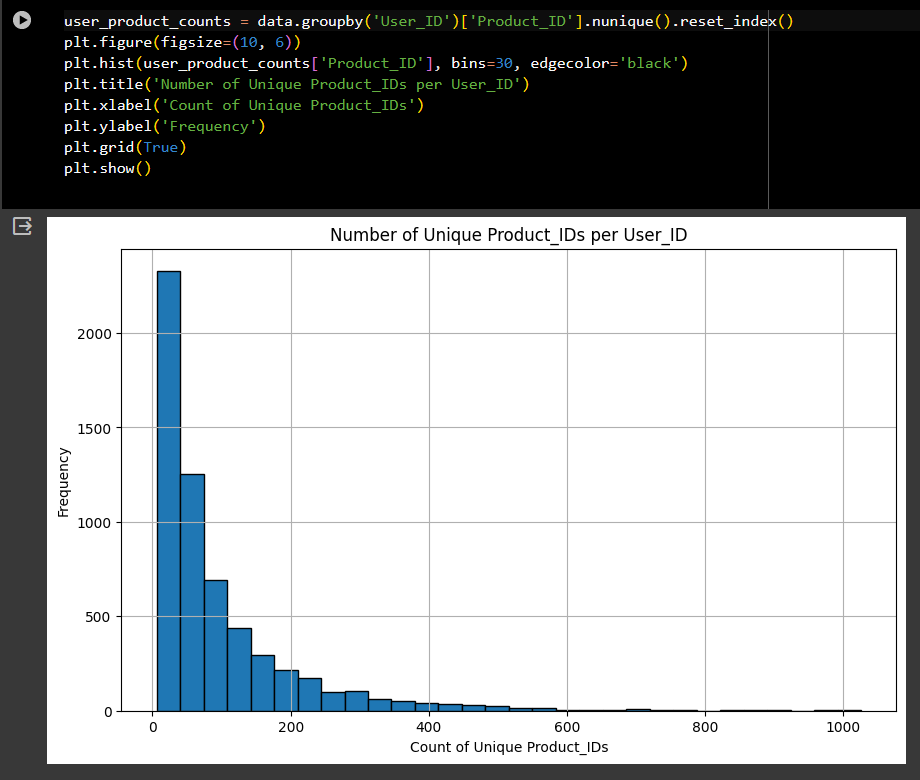 user_product_counts = data.groupby('User_ID')['Product_ID'].nunique().reset_index()
plt.figure(figsize=(10, 6))
plt.hist(user_product_counts['Product_ID'], bins=30, edgecolor='black')
plt.title('Number of Unique Product_IDs per User_ID')
plt.xlabel('Count of Unique Product_IDs')
plt.ylabel('Frequency')
plt.grid(True)
plt.show()
Number of Unique Product_IDs per User_ID
2000
1500
1000
500
0
Frequency
0 200 400 600 800 1000
Count of Unique Product_IDs